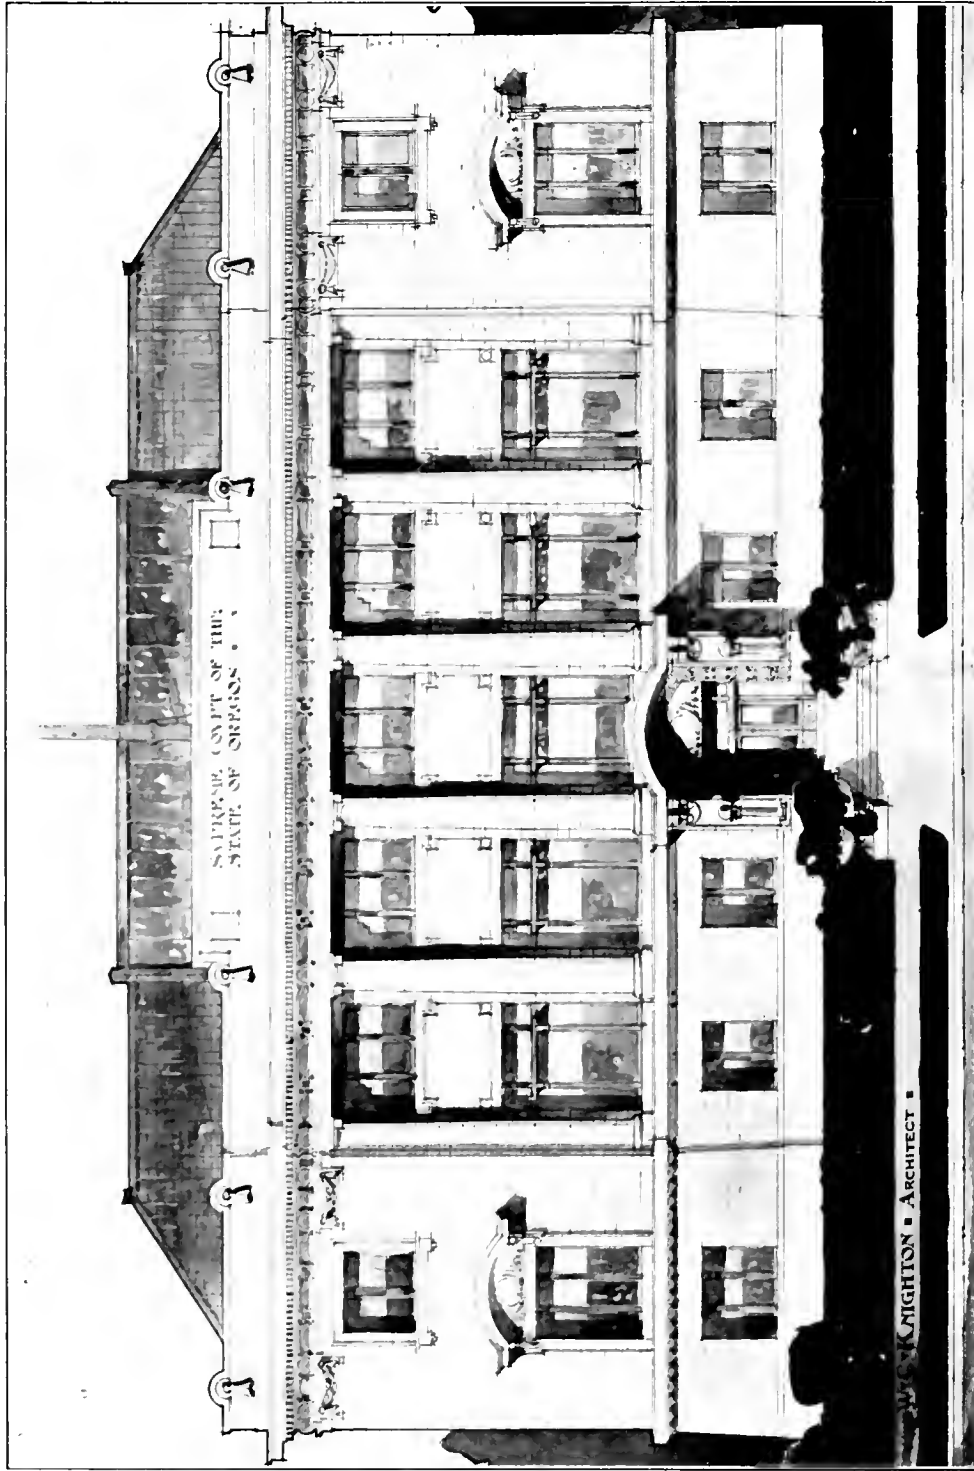 SVPREME COVRT OF THE
STATE OF OREGON
W·C·KNIGHTON ▪ ARCHITECT ▪